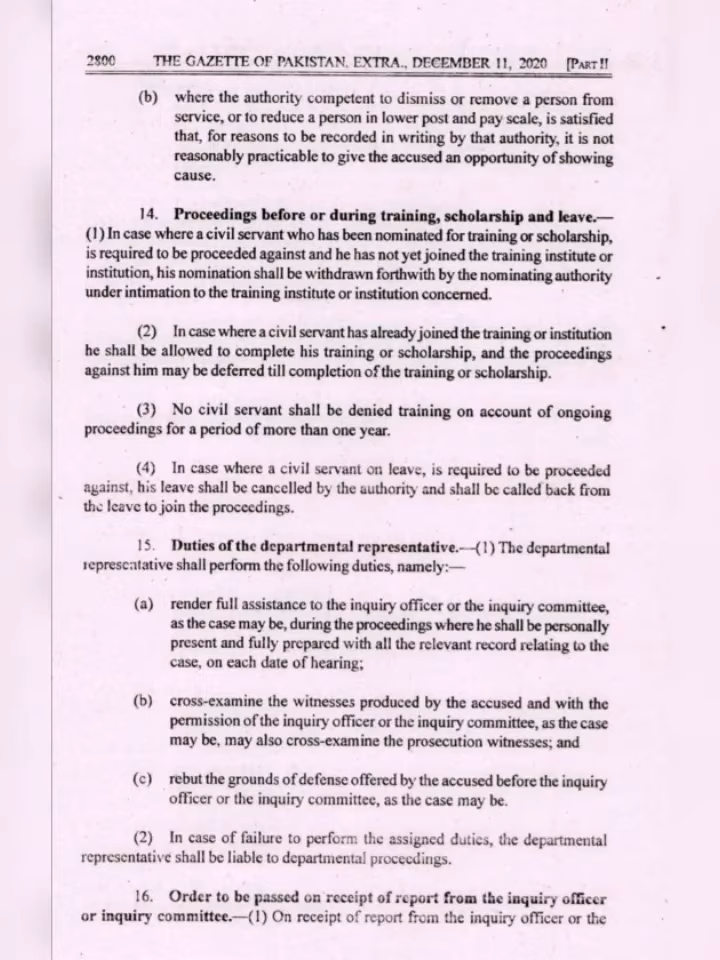 2800 THE GAZETTE OF PAKISTAN, EXTRA., DECEMBER 11, 2020 [PART II
(b) where the authority competent to dismiss or remove a person from
service, or to reduce a person in lower post and pay scale, is satisfied
that, for reasons to be recorded in writing by that authority, it is not
reasonably practicable to give the accused an opportunity of showing
cause.
14. Proceedings before or during training, scholarship and leave.—
(1) In case where a civil servant who has been nominated for training or scholarship,
is required to be proceeded against and he has not yet joined the training institute or
institution, his nomination shall be withdrawn forthwith by the nominating authority
under intimation to the training institute or institution concerned.
(2) In case where a civil servant has already joined the training or institution
he shall be allowed to complete his training or scholarship, and the proceedings
against him may be deferred till completion of the training or scholarship.
(3) No civil servant shall be denied training on account of ongoing
proceedings for a period of more than one year.
(4) In case where a civil servant on leave, is required to be proceeded
against, his leave shall be cancelled by the authority and shall be called back from
the leave to join the proceedings.
15. Duties of the departmental representative.—(1) The departmental
representative shall perform the following duties, namely:—
(a) render full assistance to the inquiry officer or the inquiry committee,
as the case may be, during the proceedings where he shall be personally
present and fully prepared with all the relevant record relating to the
case, on each date of hearing;
(b) cross-examine the witnesses produced by the accused and with the
permission of the inquiry officer or the inquiry committee, as the case
may be, may also cross-examine the prosecution witnesses; and
(c) rebut the grounds of defense offered by the accused before the inquiry
officer or the inquiry committee, as the case may be.
(2) In case of failure to perform the assigned duties, the departmental
representative shall be liable to departmental proceedings.
16. Order to be passed on receipt of report from the inquiry officer
or inquiry committee.—(1) On receipt of report from the inquiry officer or the